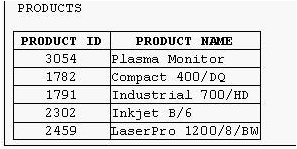 PRODUCTS
PRODUCT ID PRODUCT NAME
3054 Plasma Monitor
1782 Compact 400/DQ
1791 Industrial 700/HD
2302 Inkjet B/6
2459 LaserPro 1200/8/BW